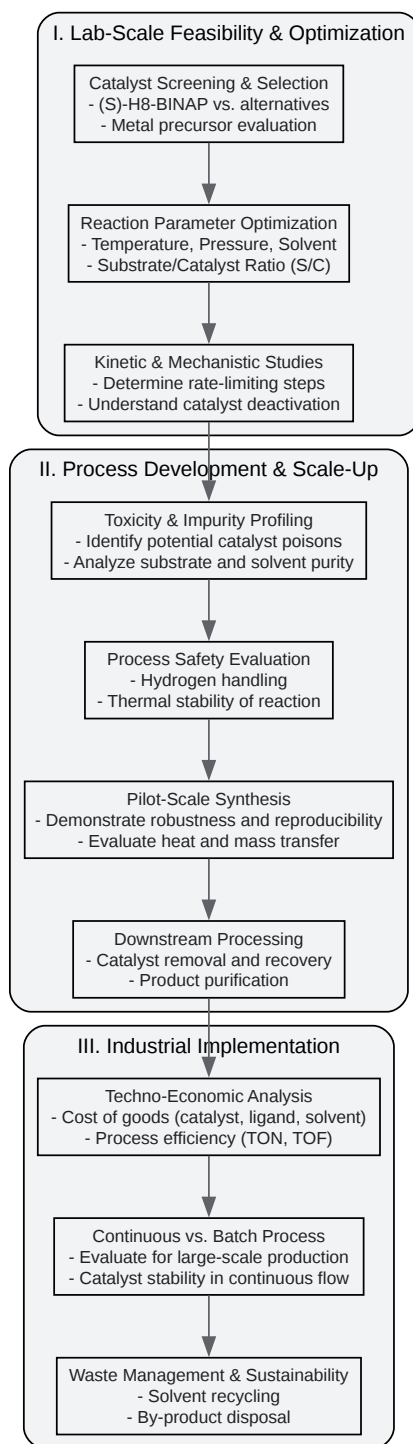 I. Lab-Scale Feasibility & Optimization
Catalyst Screening & Selection
- (S)-H8-BINAP vs. alternatives
- Metal precursor evaluation
Reaction Parameter Optimization
- Temperature, Pressure, Solvent
- Substrate/Catalyst Ratio (S/C)
Kinetic & Mechanistic Studies
- Determine rate-limiting steps
- Understand catalyst deactivation
II. Process Development & Scale-Up
Toxicity & Impurity Profiling
- Identify potential catalyst poisons
- Analyze substrate and solvent purity
Process Safety Evaluation
- Hydrogen handling
- Thermal stability of reaction
Pilot-Scale Synthesis
- Demonstrate robustness and reproducibility
- Evaluate heat and mass transfer
Downstream Processing
- Catalyst removal and recovery
- Product purification
III. Industrial Implementation
Techno-Economic Analysis
- Cost of goods (catalyst, ligand, solvent)
- Process efficiency (TON, TOF)
Continuous vs. Batch Process
- Evaluate for large-scale production
- Catalyst stability in continuous flow
Waste Management & Sustainability
- Solvent recycling
- By-product disposal